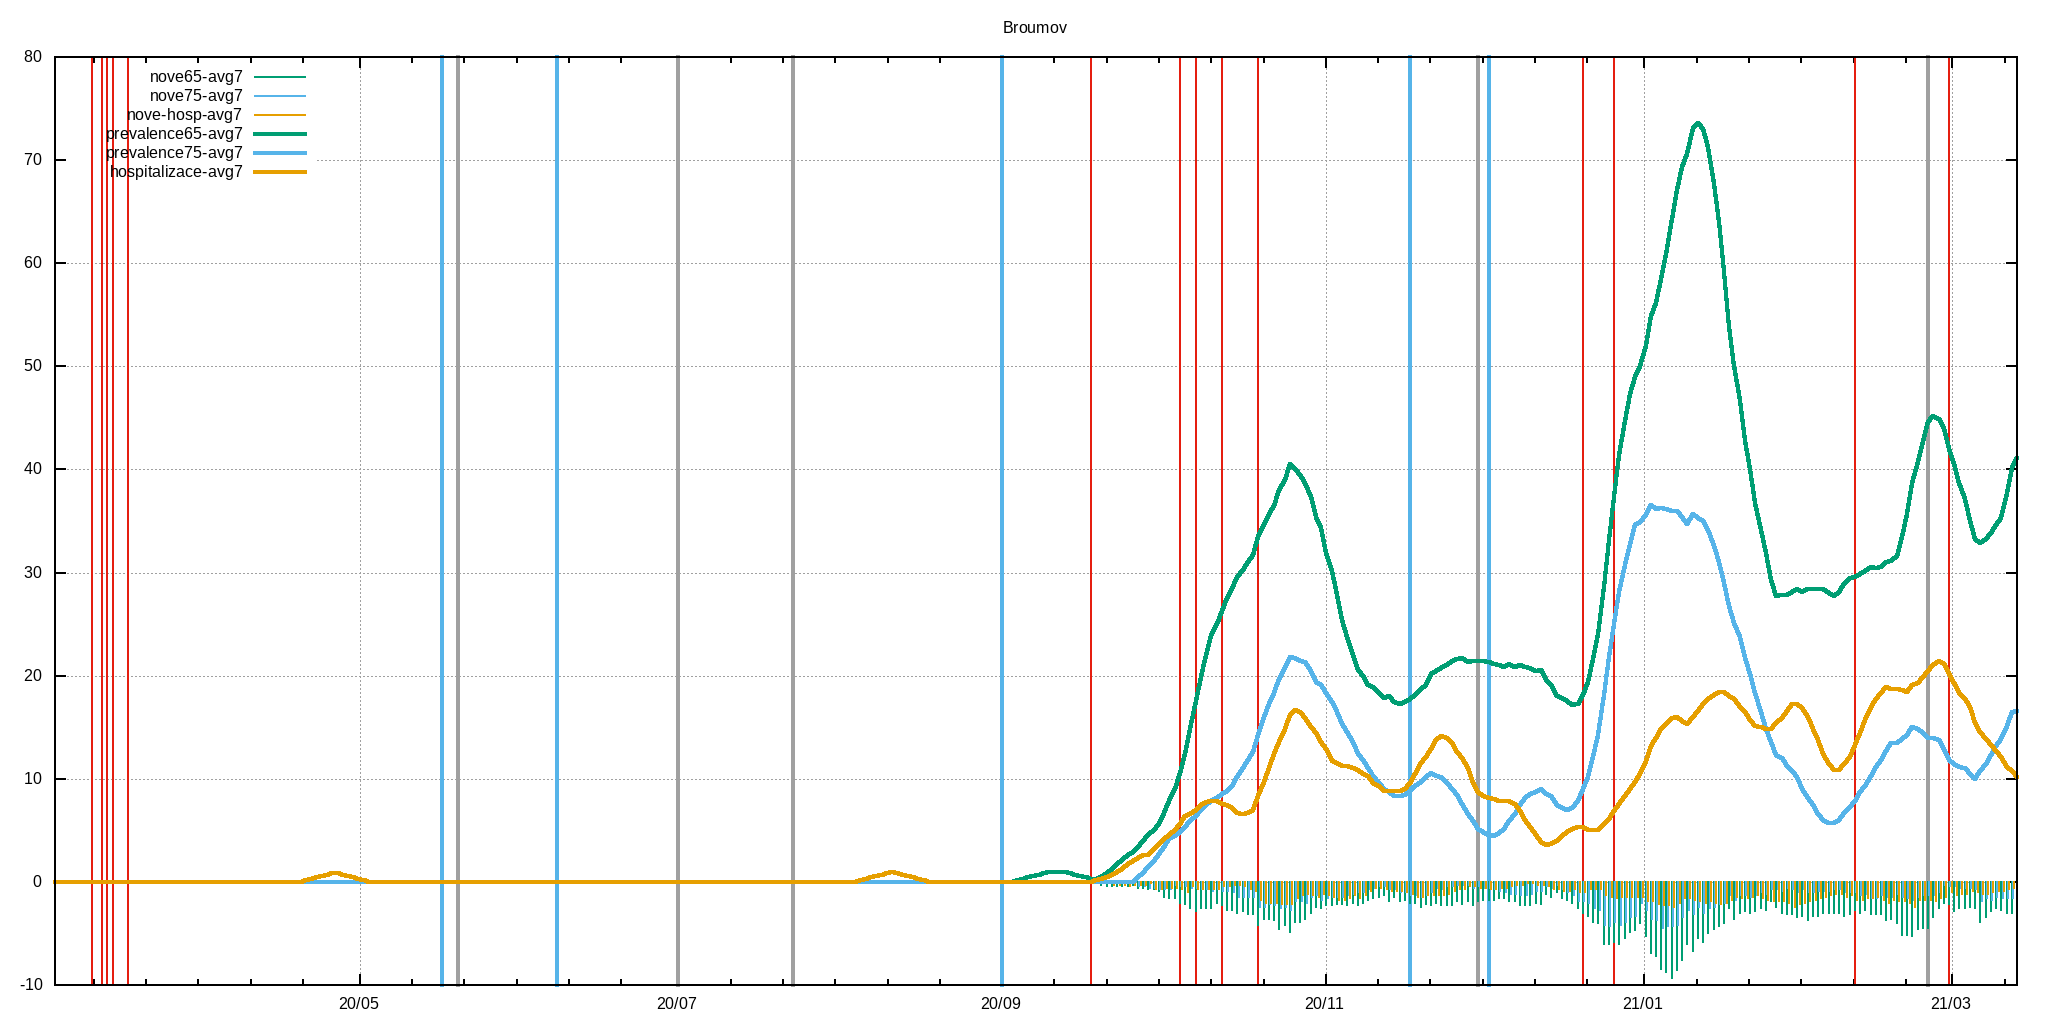 Broumov
80
nove65-avg7
nove75-avg7
nove-hosp-avg7
prevalence65-avg7
prevalence75-avg7
hospitalizace-avg7
70
60
50
40
30
20
10
0
-10
20/05 20/07 20/09 20/11 21/01 21/03